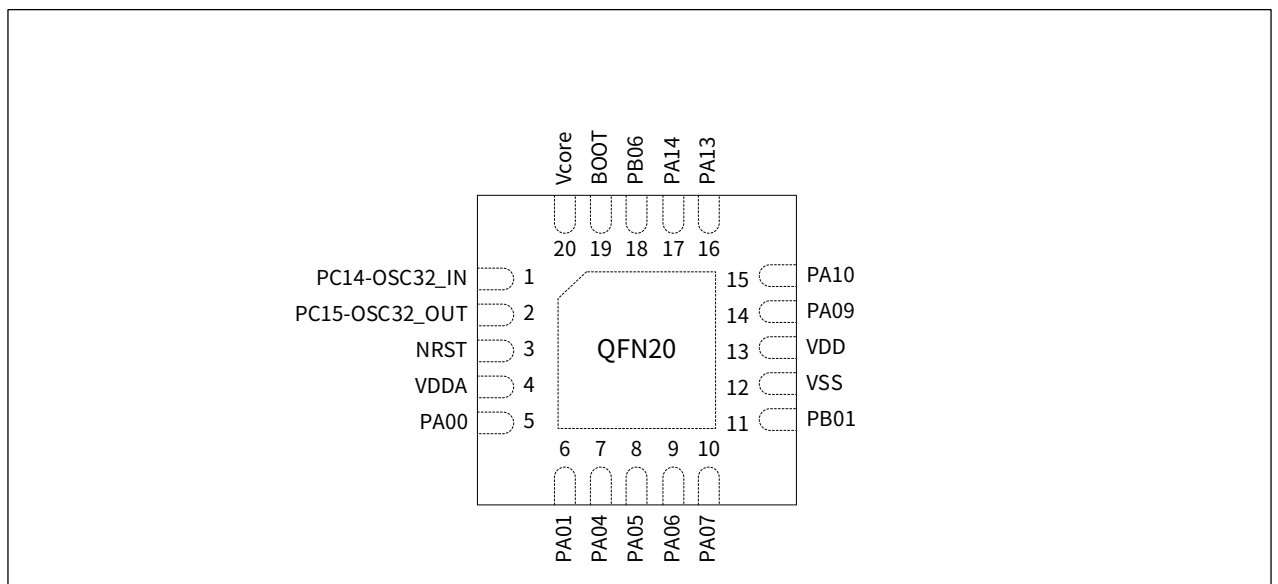 Vcore
BOOT
PB06
PA14
PA13
20 19 18 17 16
PC14-OSC32_IN 1
PC15-OSC32_OUT 2
NRST 3
VDDA 4
PA00 5
QFN20
15 PA10
14 PA09
13 VDD
12 VSS
11 PB01
6 7 8 9 10
PA01
PA04
PA05
PA06
PA07